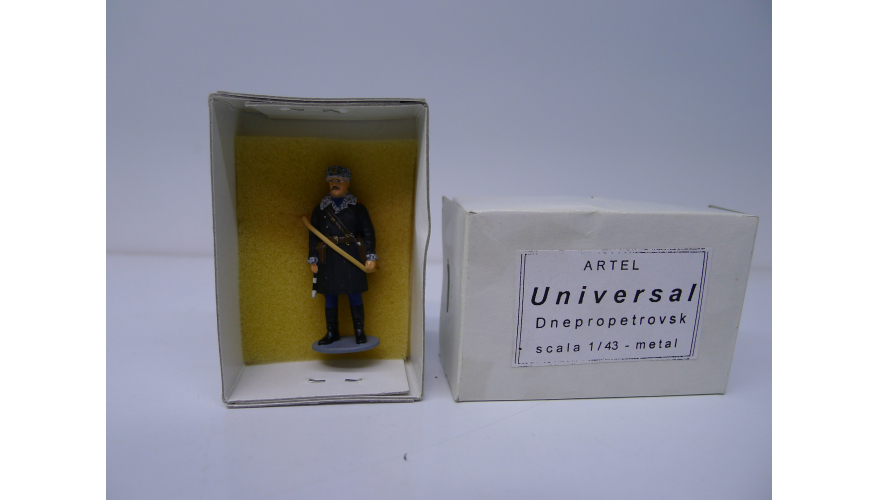 ARTEL
Universal
Dnepropetrovsk
scala 1/43 - metal